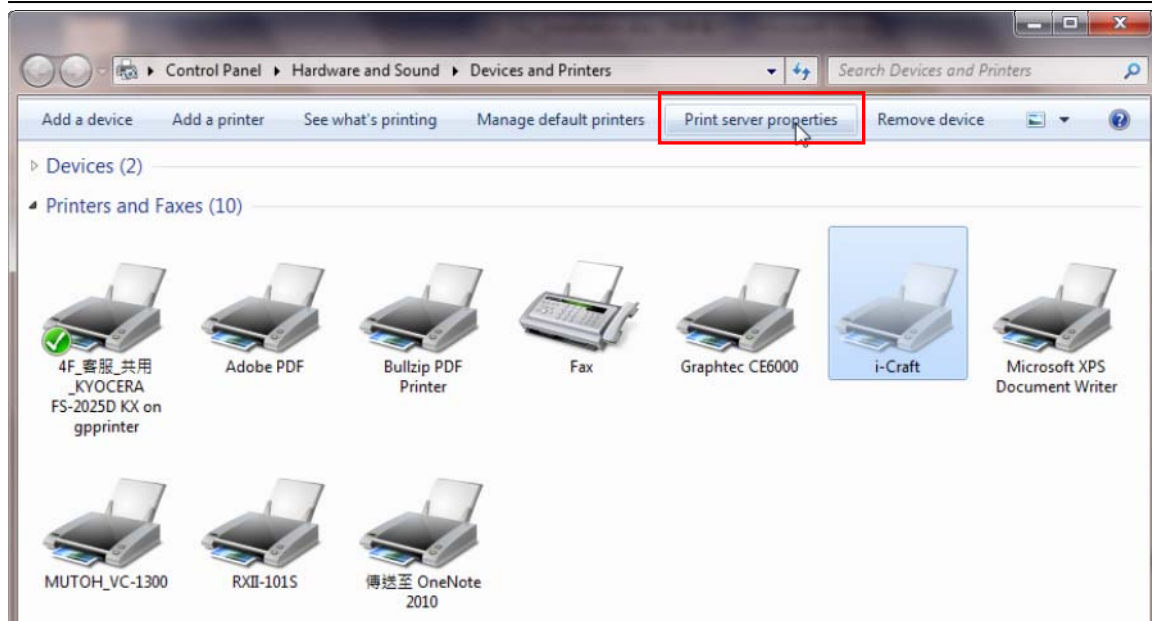 Control Panel ▸ Hardware and Sound ▸ Devices and Printers
Search Devices and Printers
Add a device Add a printer See what's printing Manage default printers Print server properties Remove device
Devices (2)
Printers and Faxes (10)
4F_客服_共用
_KYOCERA
FS-2025D KX on
gpprinter
Adobe PDF
Bullzip PDF
Printer
Fax
Graphtec CE6000
i-Craft
Microsoft XPS
Document Writer
MUTOH_VC-1300
RXII-101S
傳送至 OneNote
2010